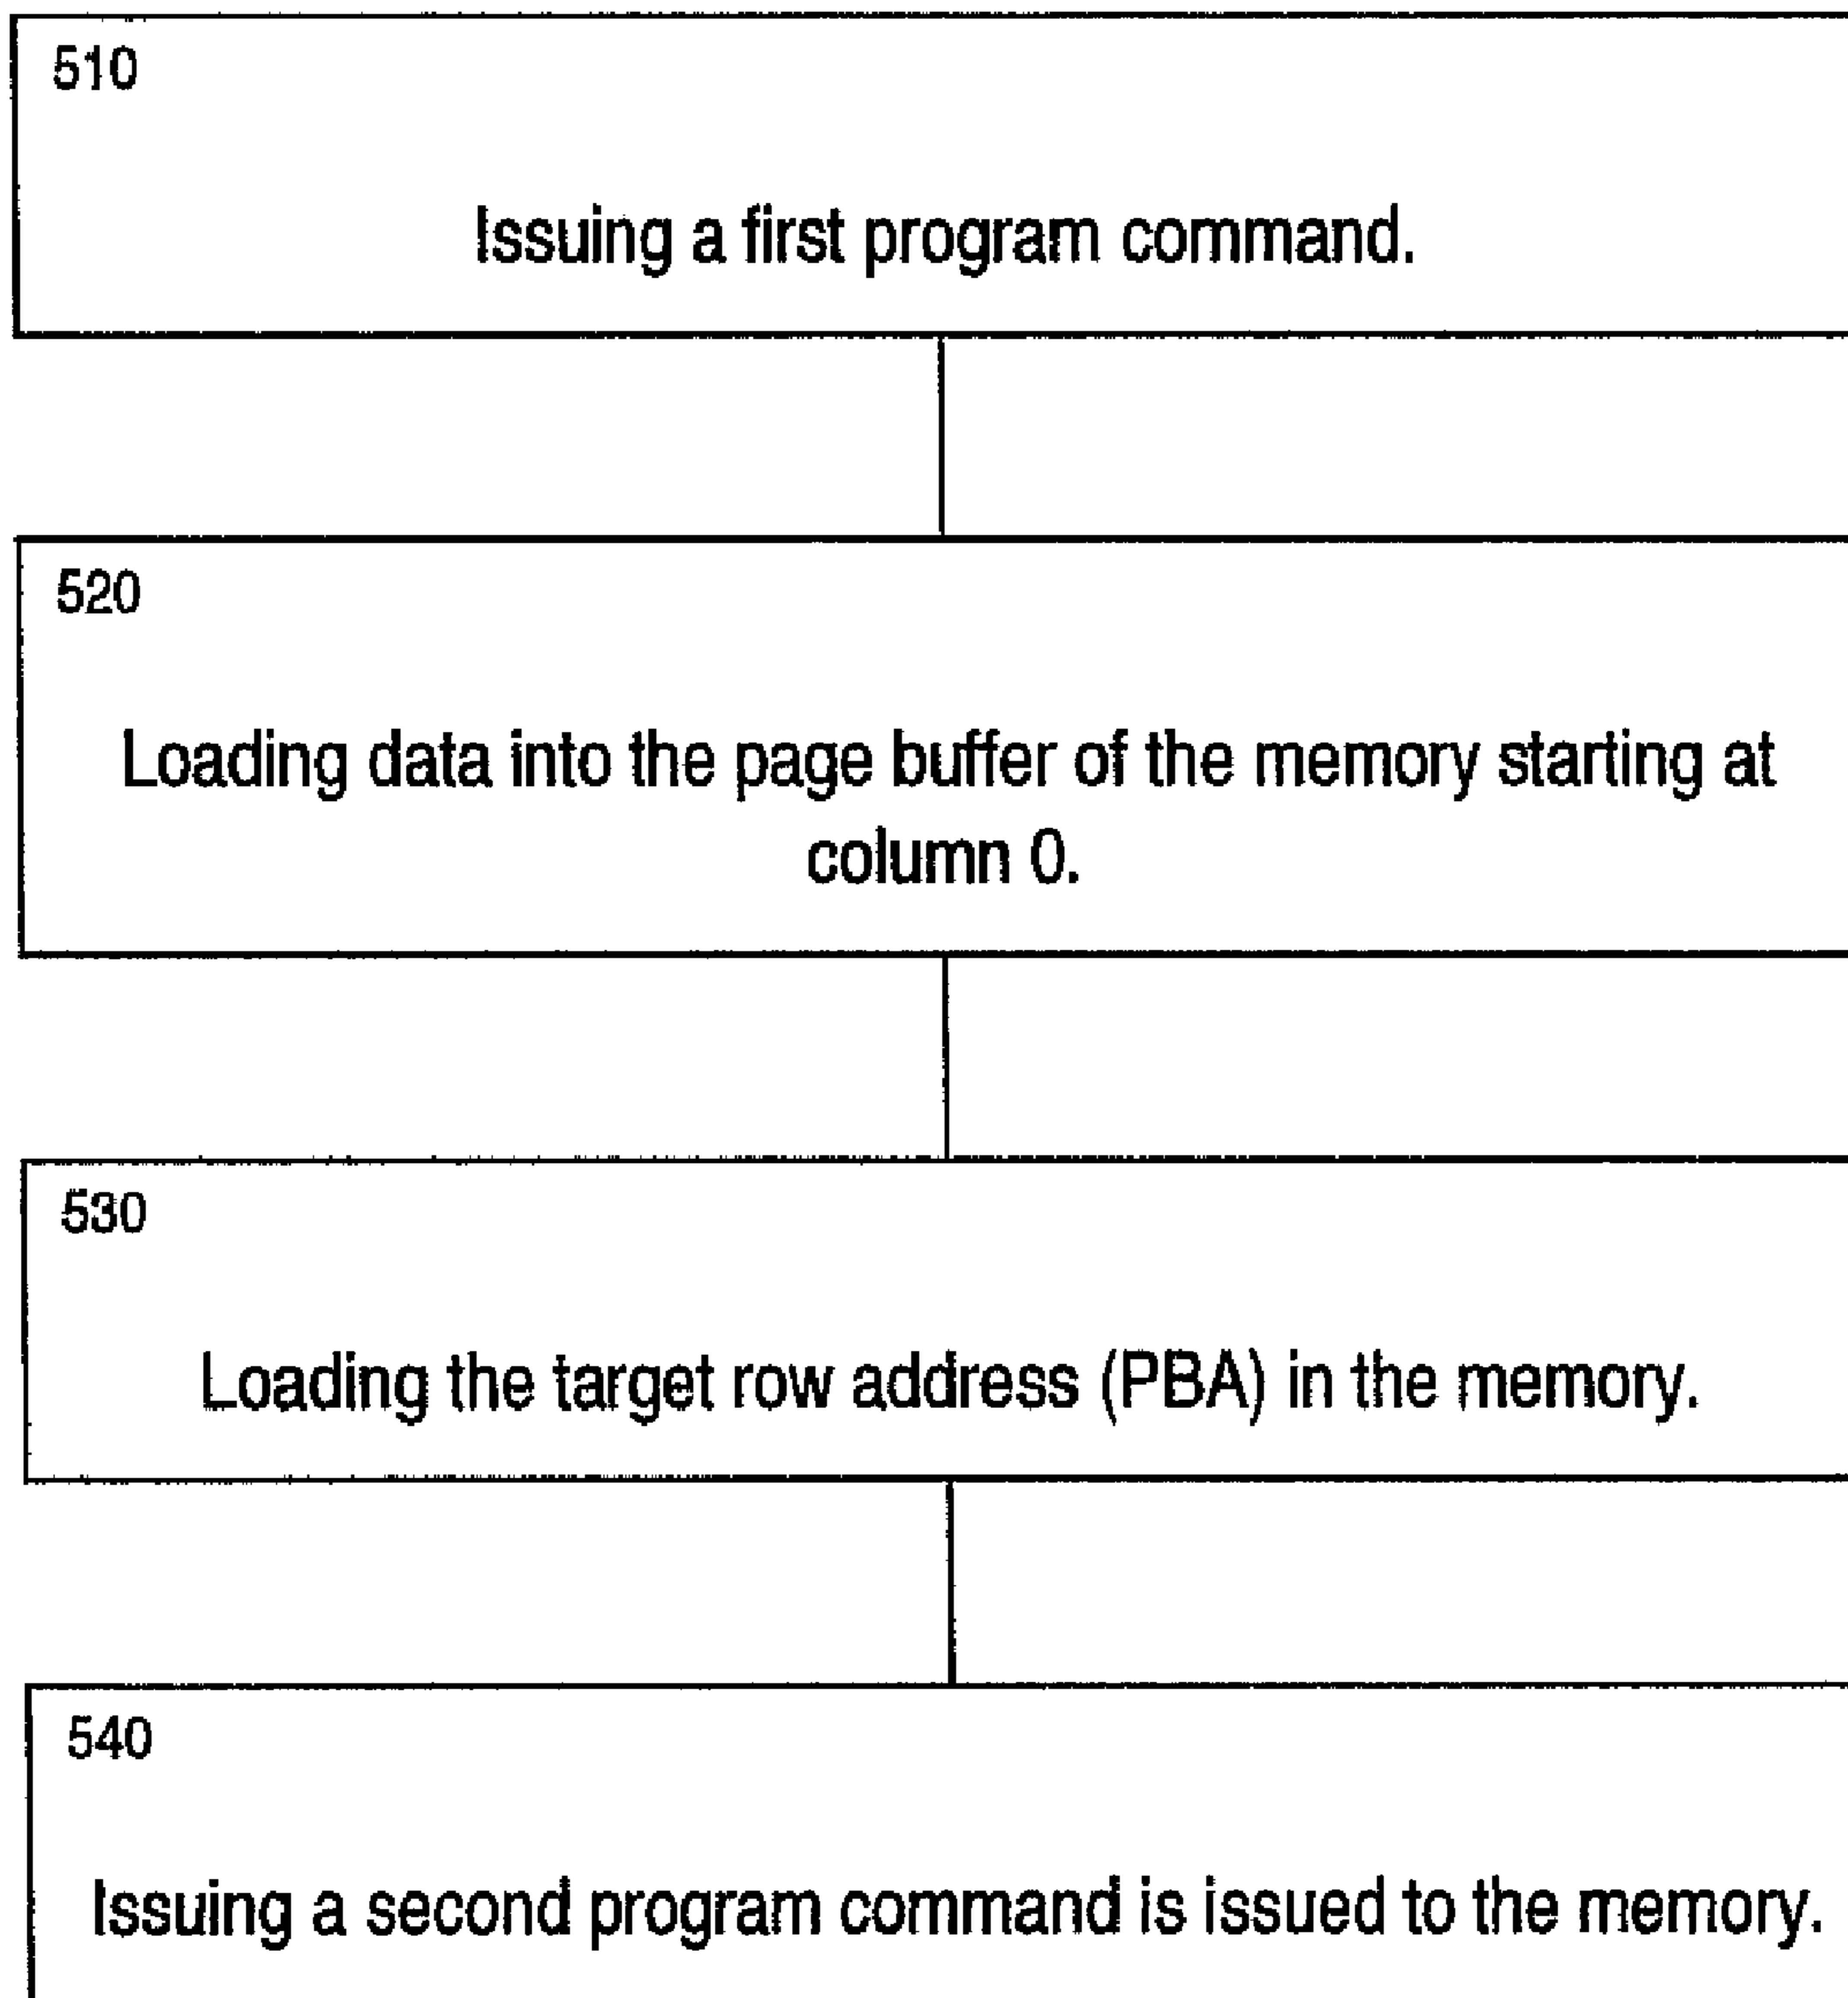 510
Issuing a first program command.
520
Loading data into the page buffer of the memory starting at
column 0.
530
Loading the target row address (PBA) in the memory.
540
Issuing a second program command is issued to the memory.